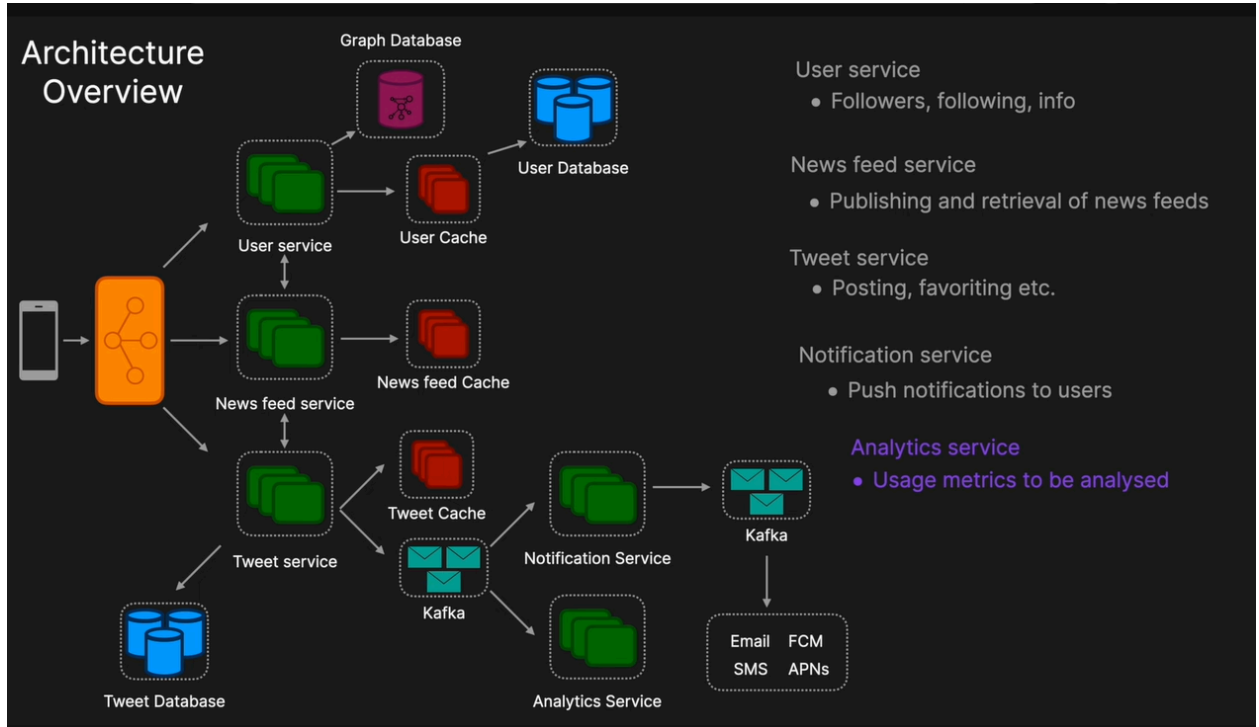 Architecture
Overview
Graph Database
User Database
User service
User Cache
News feed service
News feed Cache
Tweet Cache
Tweet service
Kafka
Notification Service
Kafka
Tweet Database
Analytics Service
Email FCM
SMS APNs
User service
• Followers, following, info
News feed service
• Publishing and retrieval of news feeds
Tweet service
• Posting, favoriting etc.
Notification service
• Push notifications to users
Analytics service
• Usage metrics to be analysed